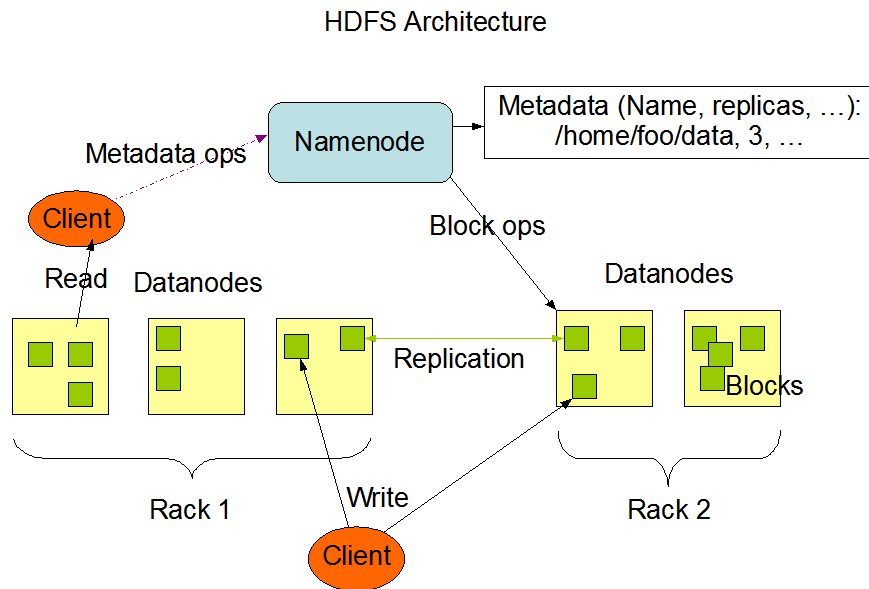 HDFS Architecture
Namenode
Metadata (Name, replicas, …):
/home/foo/data, 3, …
Metadata ops
Client
Block ops
Read
Datanodes
Datanodes
Replication
Blocks
Rack 1
Write
Rack 2
Client